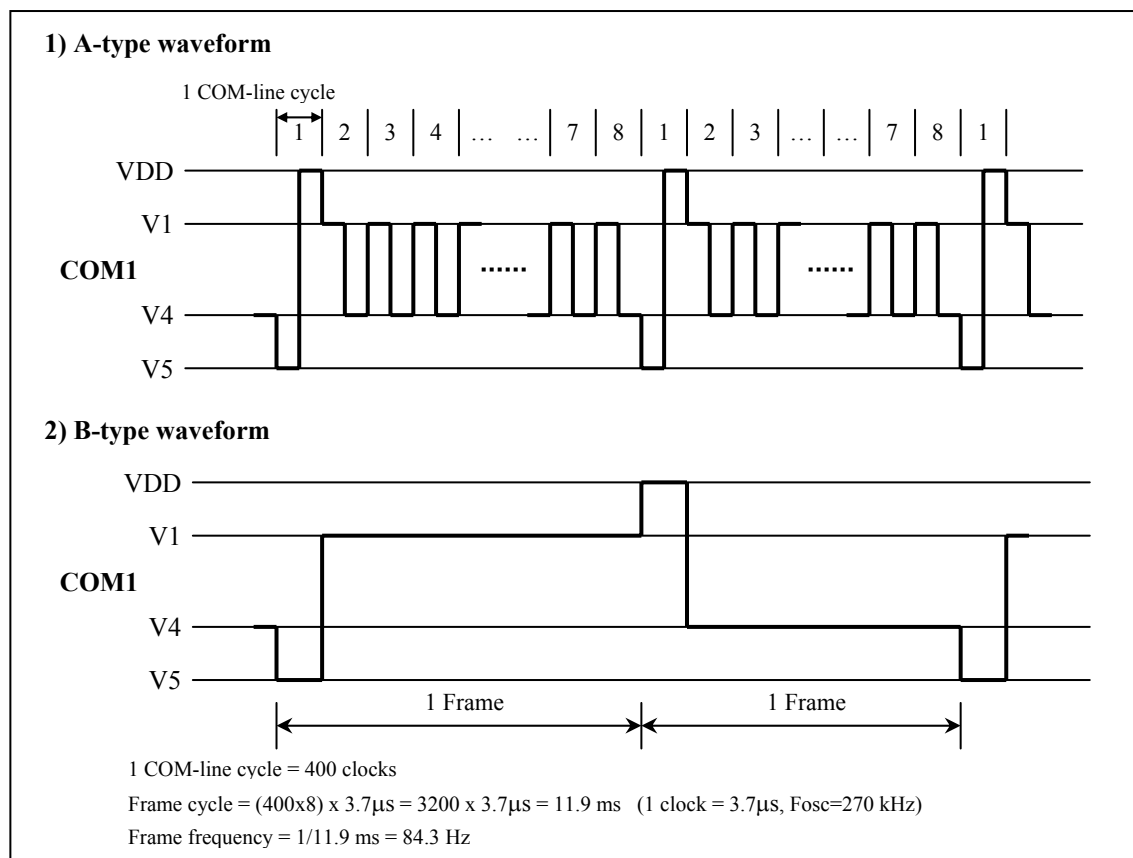 1) A-type waveform
1 COM-line cycle
1 2 3 4 … … 7 8 1 2 3 … … 7 8 1
VDD
V1
COM1
V4
V5
2) B-type waveform
VDD
V1
COM1
V4
V5
1 Frame 1 Frame
1 COM-line cycle = 400 clocks
Frame cycle = (400x8) x 3.7µs = 3200 x 3.7µs = 11.9 ms (1 clock = 3.7µs, Fosc=270 kHz)
Frame frequency = 1/11.9 ms = 84.3 Hz